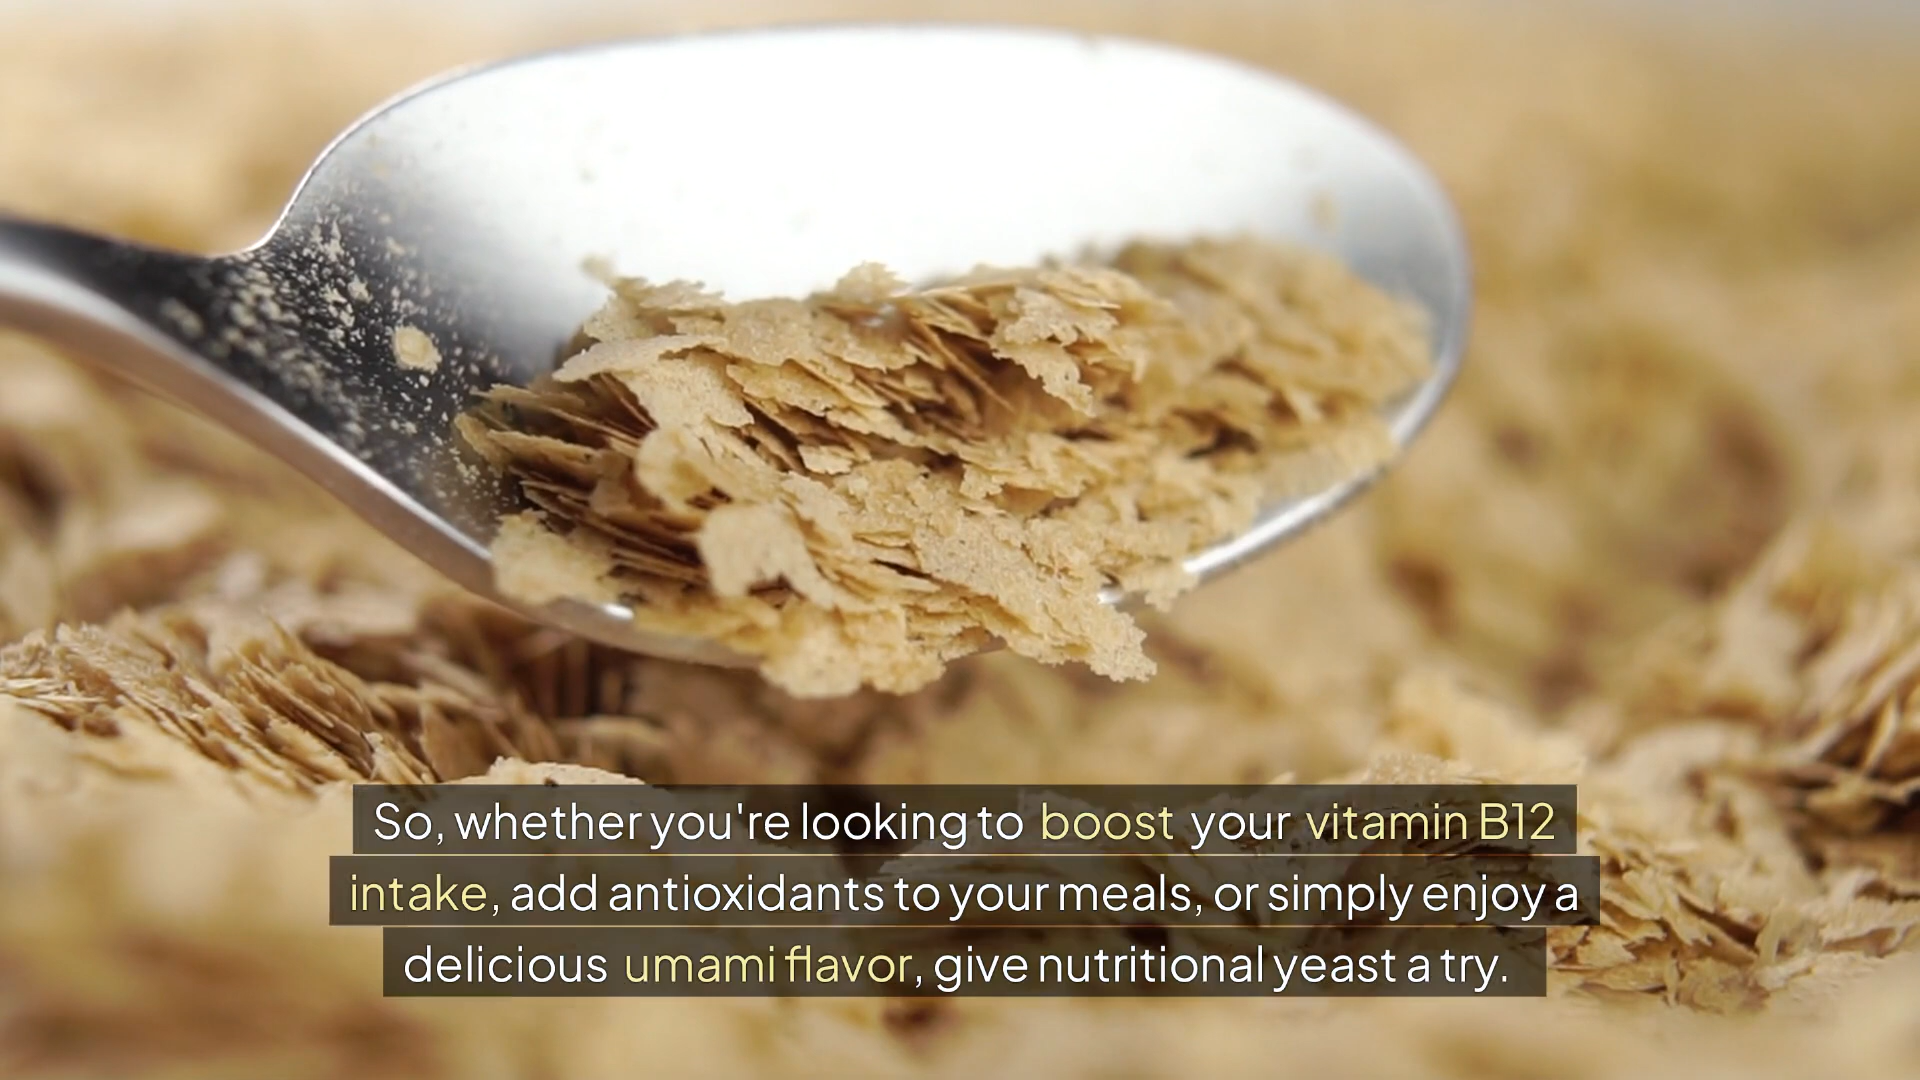 So, whether you're looking to boost your vitamin B12
intake, add antioxidants to your meals, or simply enjoy a
delicious umami flavor, give nutritional yeast a try.